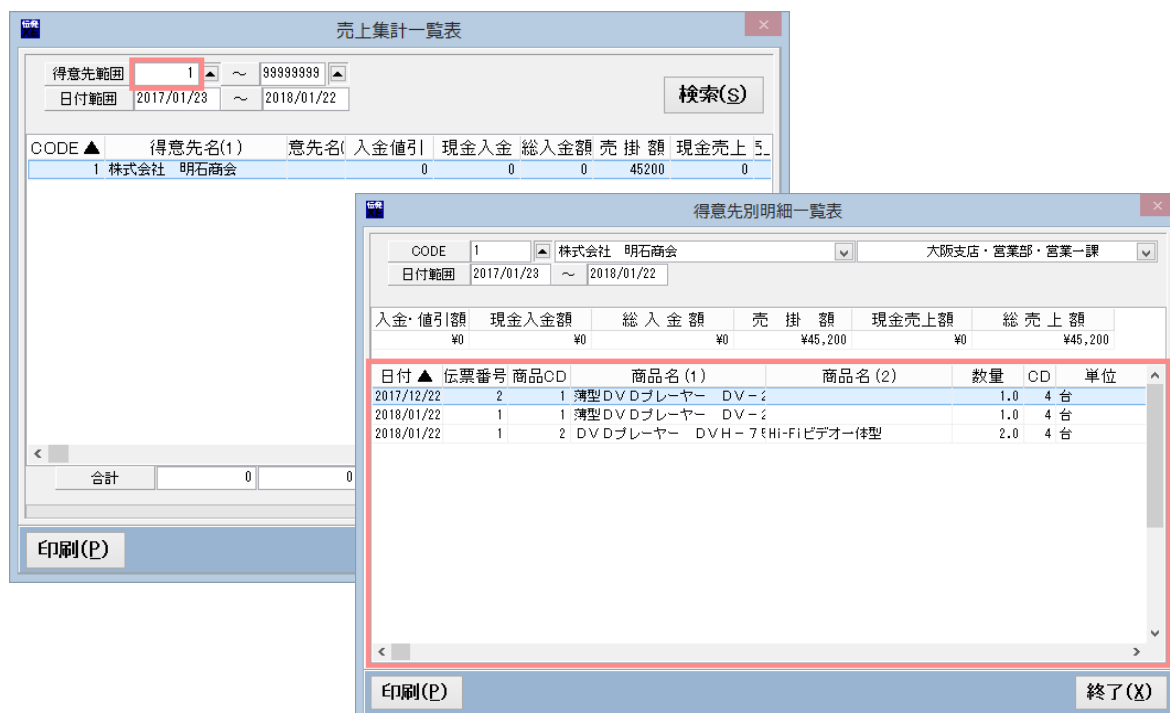 伝発
売上集計一覧表
得意先範囲 1 ～ 99999999
日付範囲 2017/01/23 ～ 2018/01/22
検索(S)
CODE ▲ 得意先名(1) 意先名( 入金値引 現金入金 総入金額 売 掛 額 現金売上
1 株式会社 明石商会 0 0 0 45200 0
合計 0 0
印刷(P)
伝発
得意先別明細一覧表
CODE 1 株式会社 明石商会 大阪支店・営業部・営業一課
日付範囲 2017/01/23 ～ 2018/01/22
入金・値引額 現金入金額 総 入 金 額 売 掛 額 現金売上額 総 売 上 額
¥0 ¥0 ¥0 ¥45,200 ¥0 ¥45,200
日付 ▲ 伝票番号 商品CD 商品名(1) 商品名(2) 数量 CD 単位
2017/12/22 2 1 薄型ＤＶＤプレーヤー ＤＶ－ 1.0 4 台
2018/01/22 1 1 薄型ＤＶＤプレーヤー ＤＶ－ 1.0 4 台
2018/01/22 1 2 ＤＶＤプレーヤー ＤＶＨ－７ Hi-Fiビデオ一体型 2.0 4 台
印刷(P)
終了(X)